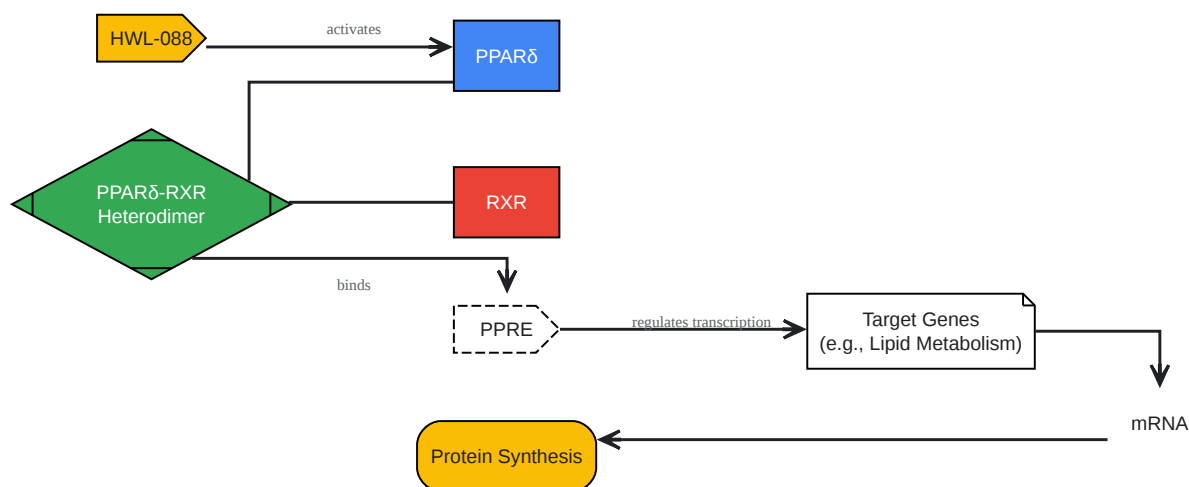 HWL-088
activates
PPARδ
PPARδ-RXR
Heterodimer
RXR
binds
PPRE
regulates transcription
Target Genes
(e.g., Lipid Metabolism)
mRNA
Protein Synthesis